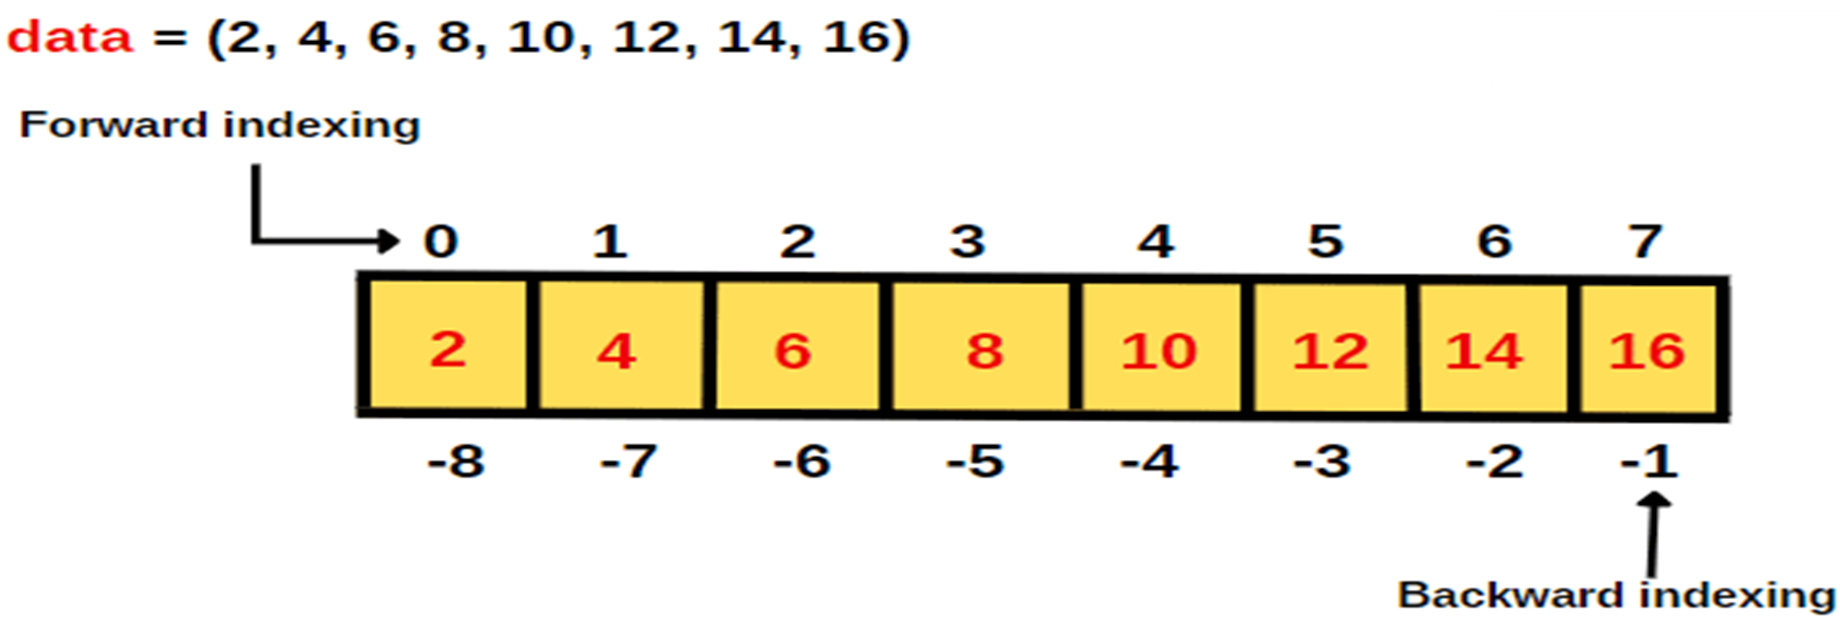 data = (2, 4, 6, 8, 10, 12, 14, 16)
Forward indexing
0 1 2 3 4 5 6 7
2 4 6 8 10 12 14 16
-8 -7 -6 -5 -4 -3 -2 -1
Backward indexing